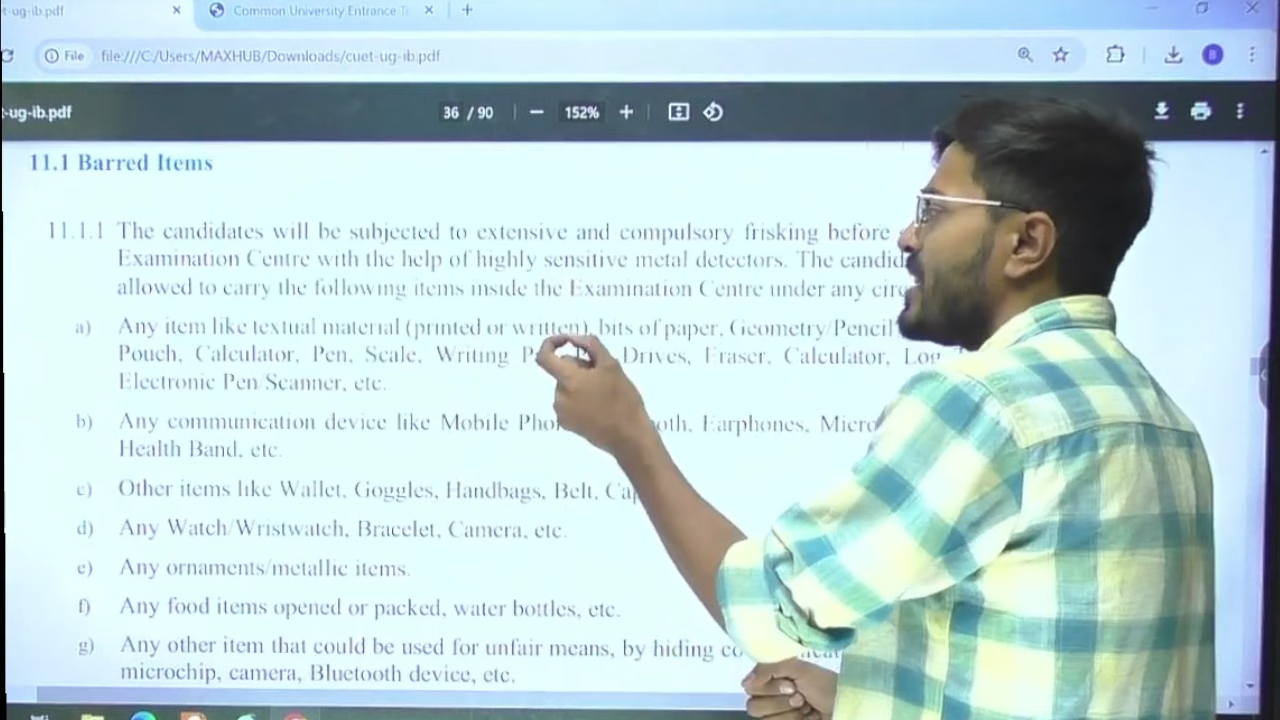 t-ug-ib.pdf
Common University Entrance
File file:///C:/Users/MAXHUB/Downloads/cuet-ug-ib.pdf B
-ug-ib.pdf 36 / 90 152%
11.1 Barred Items
11.1.1 The candidates will be subjected to extensive and compulsory frisking before
Examination Centre with the help of highly sensitive metal detectors. The
allowed to carry the following items inside the Examination Centre under any
a) Any item like textual material (printed or written), bits of paper, Geometry/Pencil
Pouch, Calculator, Pen, Scale, Writing Drives, Eraser, Calculator, Log
Electronic Pen/Scanner, etc.
b) Any communication device like Mobile Earphones,
Health Band, etc.
c) Other items like Wallet, Goggles, Handbags, Belt,
d) Any Watch/Wristwatch, Bracelet, Camera, etc.
e) Any ornaments/metallic items.
f) Any food items opened or packed, water bottles, etc.
g) Any other item that could be used for unfair means, by hiding
microchip, camera, Bluetooth device, etc.